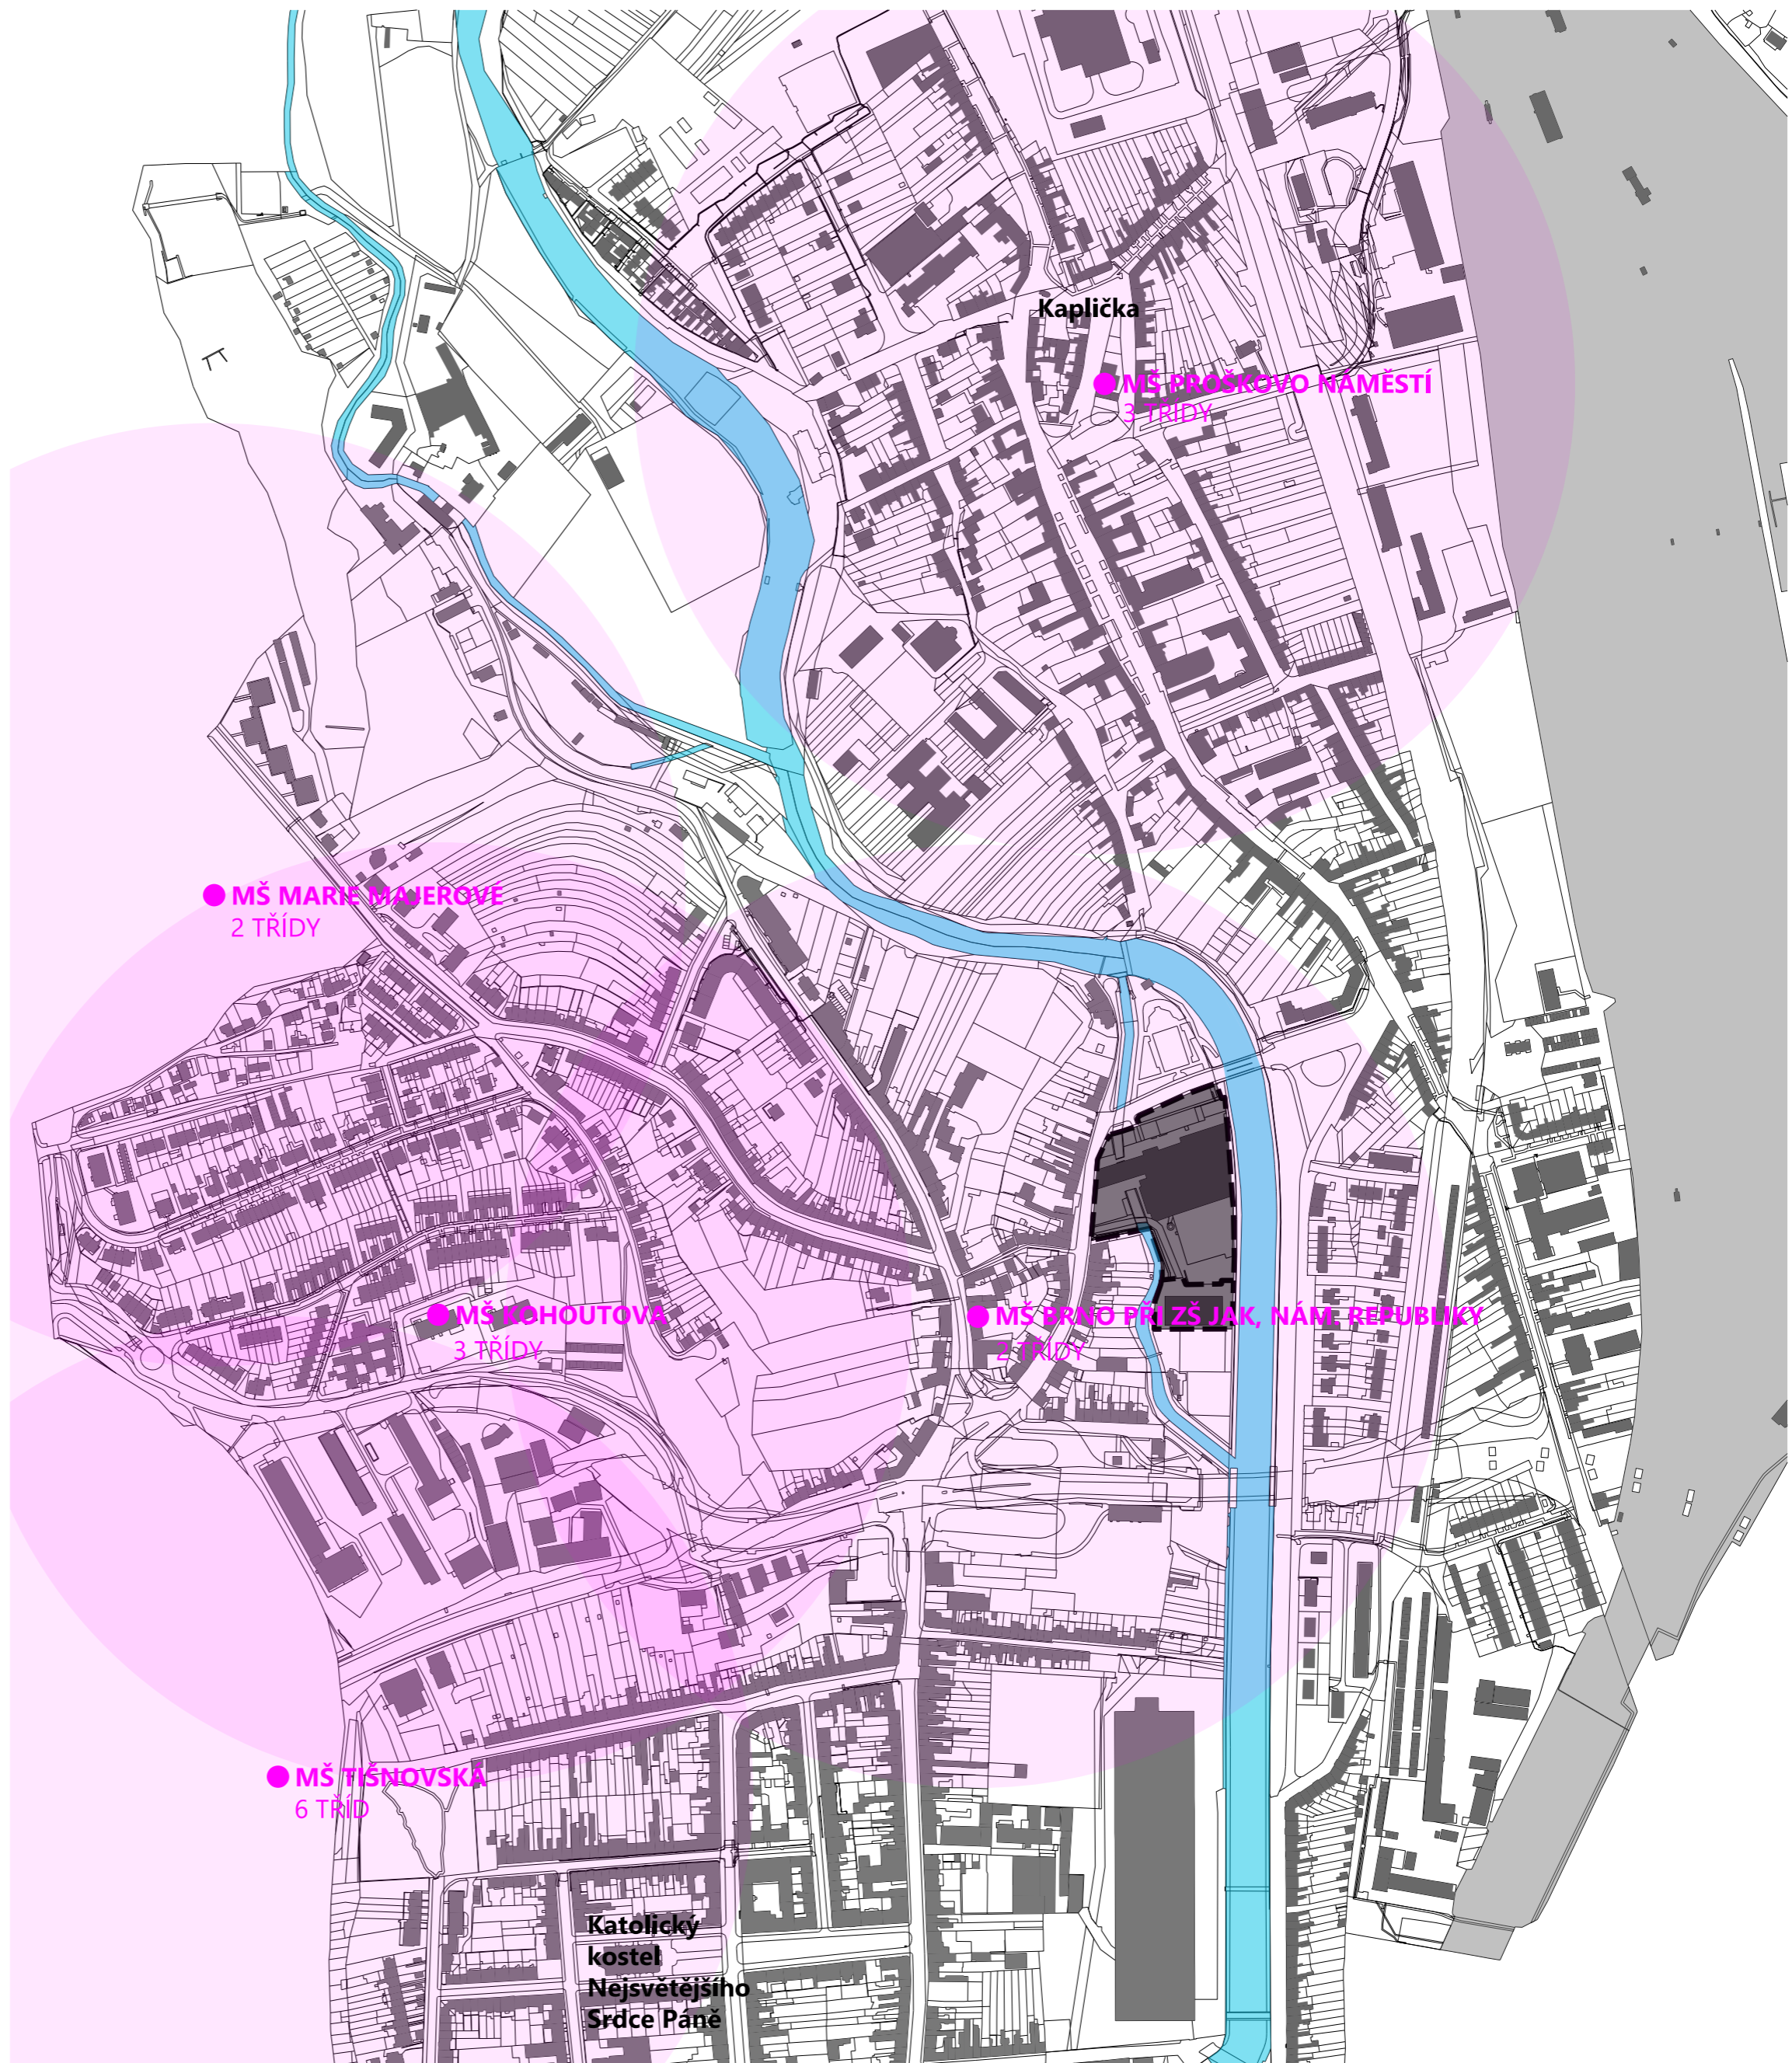 Kaplička
MŠ PROŠKOVO NÁMĚSTÍ
3 TŘÍDY
MŠ MARIE MAJEROVÉ
2 TŘÍDY
MŠ KOHOUTOVA
3 TŘÍDY
MŠ BRNO PŘI ZŠ JAK, NÁM. REPUBLIKY
2 TŘÍDY
MŠ TIŠNOVSKÁ
6 TŘÍD
Katolický
kostel
Nejsvětějšího
Srdce Páně